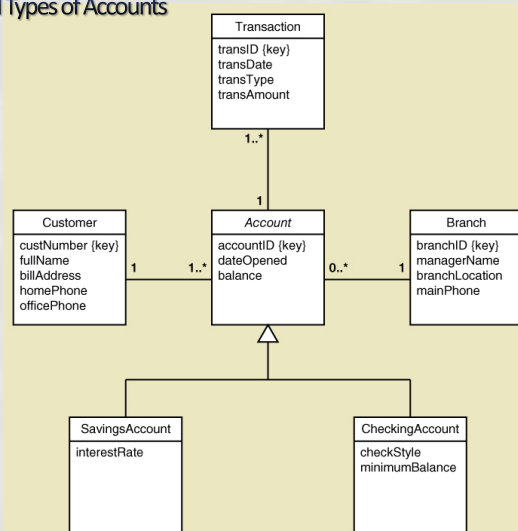 Types of Accounts
Transaction
transID {key}
transDate
transType
transAmount
1..*
1
Customer
custNumber {key}
fullName
billAddress
homePhone
officePhone
1
1..*
Account
accountID {key}
dateOpened
balance
0..*
1
Branch
branchID {key}
managerName
branchLocation
mainPhone
SavingsAccount
interestRate
CheckingAccount
checkStyle
minimumBalance